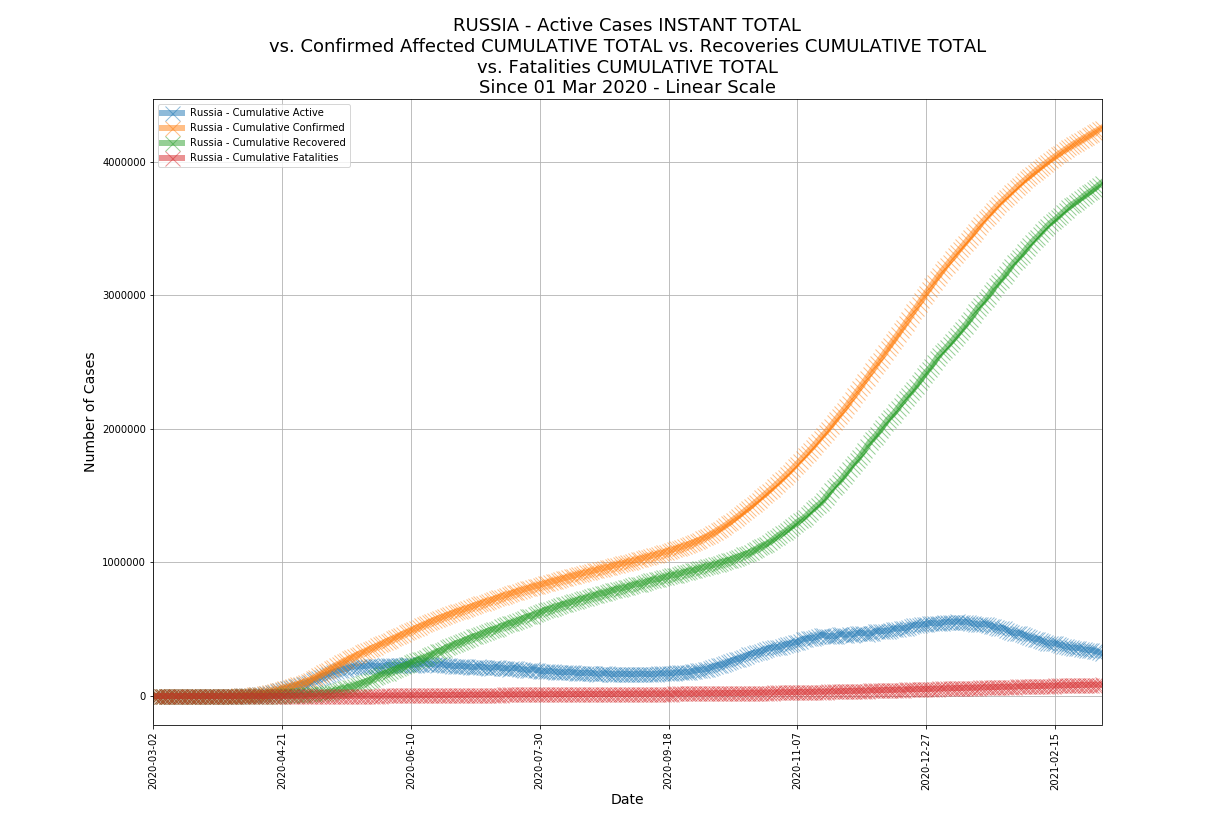 RUSSIA - Active Cases INSTANT TOTAL
vs. Confirmed Affected CUMULATIVE TOTAL vs. Recoveries CUMULATIVE TOTAL
vs. Fatalities CUMULATIVE TOTAL
Since 01 Mar 2020 - Linear Scale
Russia - Cumulative Active
Russia - Cumulative Confirmed
Russia - Cumulative Recovered
Russia - Cumulative Fatalities
Number of Cases
4000000
3000000
2000000
1000000
0
2020-03-02
2020-04-21
2020-06-10
2020-07-30
2020-09-18
2020-11-07
2020-12-27
2021-02-15
Date